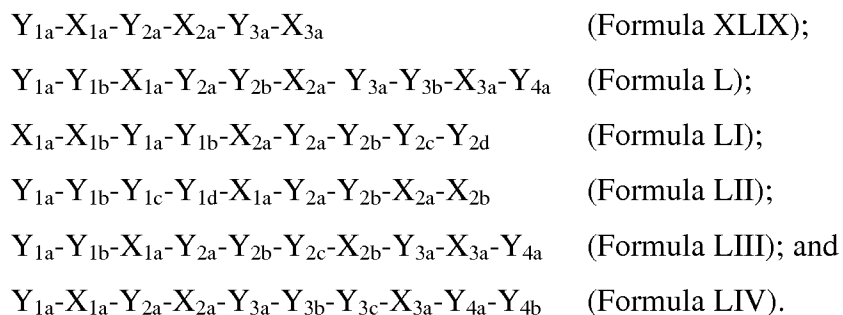 Y1a-X1a-Y2a-X2a-Y3a-X3a (Formula XLIX);
Y1a-Y1b-X1a-Y2a-Y2b-X2a- Y3a-Y3b-X3a-Y4a (Formula L);
X1a-X1b-Y1a-Y1b-X2a-Y2a-Y2b-Y2c-Y2d (Formula LI);
Y1a-Y1b-Y1c-Y1d-X1a-Y2a-Y2b-X2a-X2b (Formula LII);
Y1a-Y1b-X1a-Y2a-Y2b-Y2c-X2b-Y3a-X3a-Y4a (Formula LIII); and
Y1a-X1a-Y2a-X2a-Y3a-Y3b-Y3c-X3a-Y4a-Y4b (Formula LIV).